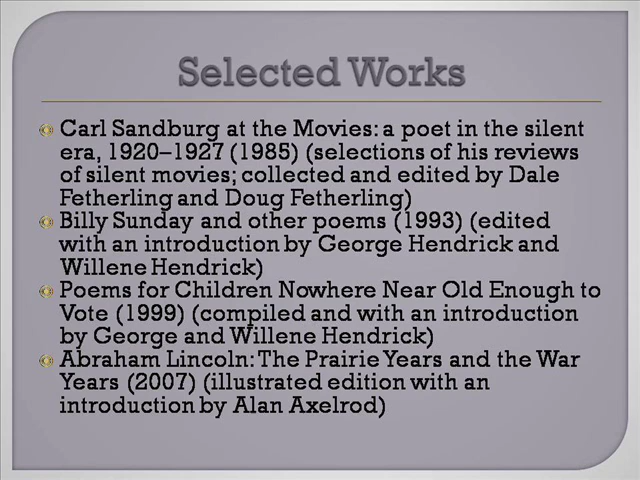 Selected Works
Carl Sandburg at the Movies: a poet in the silent
era, 1920–1927 (1985) (selections of his reviews
of silent movies; collected and edited by Dale
Fetherling and Doug Fetherling)
Billy Sunday and other poems (1993) (edited
with an introduction by George Hendrick and
Willene Hendrick)
Poems for Children Nowhere Near Old Enough to
Vote (1999) (compiled and with an introduction
by George and Willene Hendrick)
Abraham Lincoln: The Prairie Years and the War
Years (2007) (illustrated edition with an
introduction by Alan Axelrod)